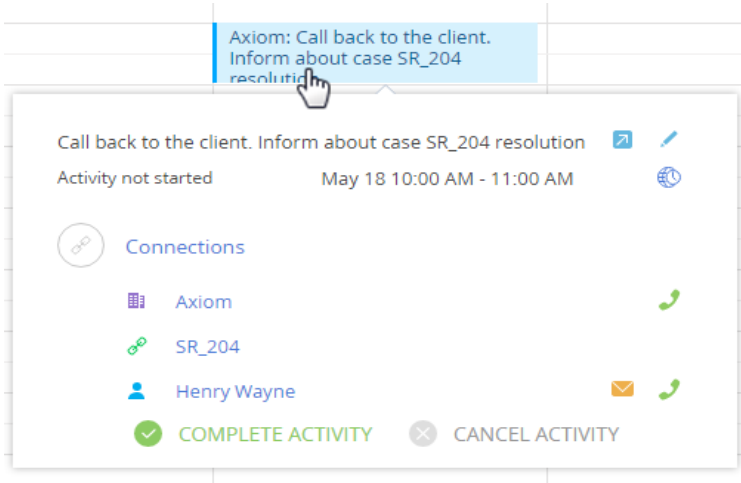 Axiom: Call back to the client.
Inform about case SR_204
resolution
Call back to the client. Inform about case SR_204 resolution
Activity not started May 18 10:00 AM - 11:00 AM
Connections
Axiom
SR_204
Henry Wayne
COMPLETE ACTIVITY CANCEL ACTIVITY